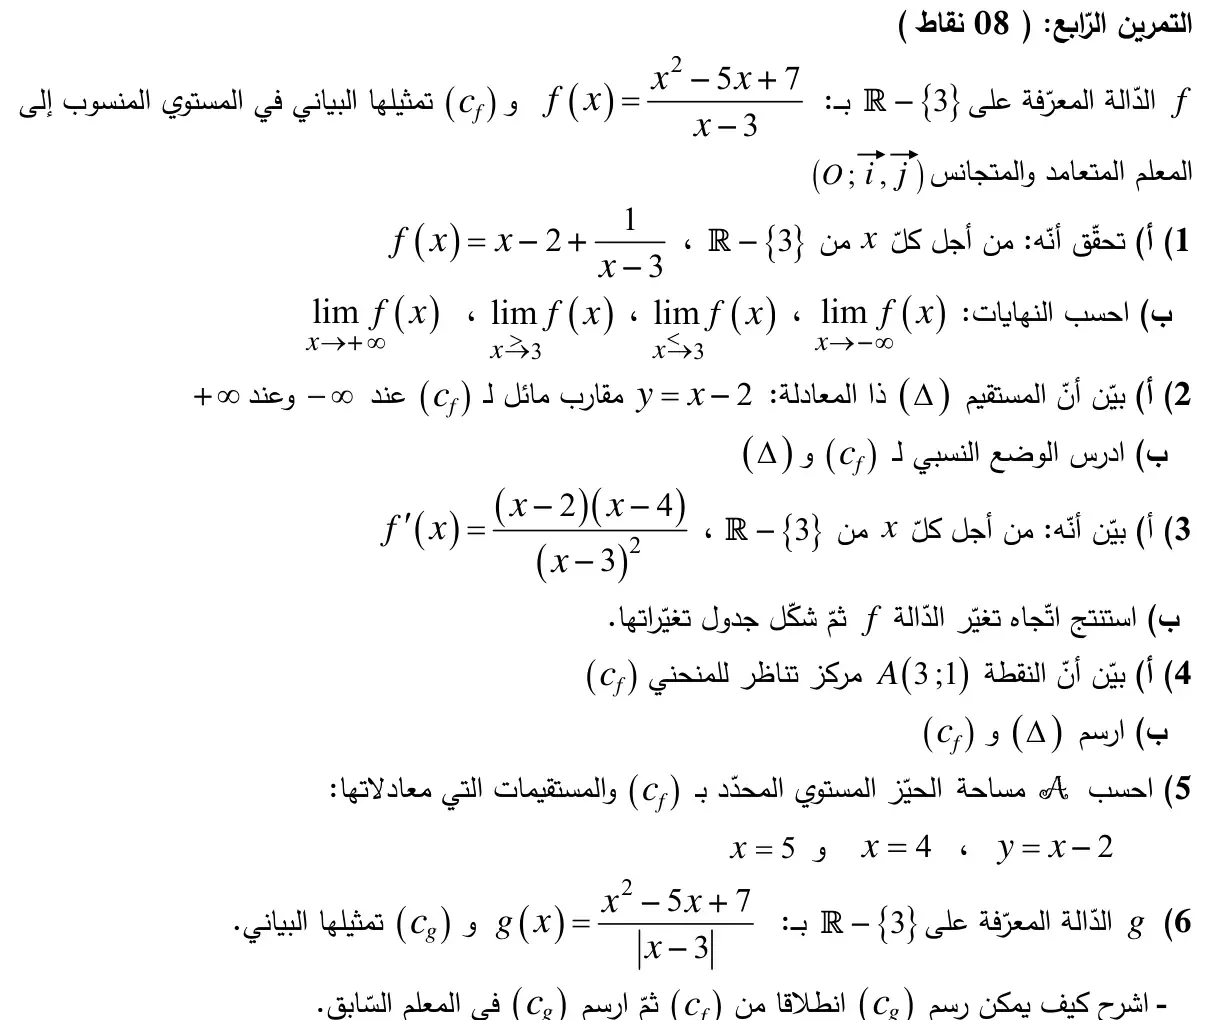 التمرين الرّابع: ( 08 نقاط )
f الدّالة المعرّفة على ℝ − {3} بـ: f(x) = (x² − 5x + 7)/(x − 3) و (c_f) تمثيلها البياني في المستوي المنسوب إلى
المعلم المتعامد والمتجانس (O ; i⃗ , j⃗)
1) أ) تحقّق أنّه: من أجل كلّ x من ℝ − {3} ، f(x) = x − 2 + 1/(x − 3)
ب) احسب النهايات: lim_{x→−∞} f(x) ، lim_{x→3, <} f(x) ، lim_{x→3, >} f(x) ، lim_{x→+∞} f(x)
2) أ) بيّن أنّ المستقيم (Δ) ذا المعادلة: y = x − 2 مقارب مائل لـ (c_f) عند −∞ وعند +∞
ب) ادرس الوضع النسبي لـ (c_f) و (Δ)
3) أ) بيّن أنّه: من أجل كلّ x من ℝ − {3} ، f′(x) = (x − 2)(x − 4)/(x − 3)²
ب) استنتج اتّجاه تغيّر الدّالة f ثمّ شكّل جدول تغيّراتها.
4) أ) بيّن أنّ النقطة A(3 ; 1) مركز تناظر للمنحني (c_f)
ب) ارسم (Δ) و (c_f)
5) احسب 𝒜 مساحة الحيّز المستوي المحدّد بـ (c_f) والمستقيمات التي معادلاتها:
y = x − 2 ، x = 4 و x = 5
6) g الدّالة المعرّفة على ℝ − {3} بـ: g(x) = (x² − 5x + 7)/|x − 3| و (c_g) تمثيلها البياني.
- اشرح كيف يمكن رسم (c_g) انطلاقا من (c_f) ثمّ ارسم (c_g) في المعلم السّابق.